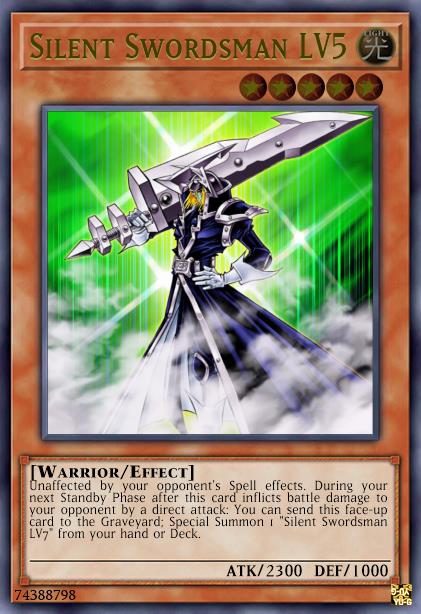 Silent Swordsman LV5
LIGHT
光
[Warrior/Effect]
Unaffected by your opponent's Spell effects. During your
next Standby Phase after this card inflicts battle damage to
your opponent by a direct attack: You can send this face-up
card to the Graveyard; Special Summon 1 "Silent Swordsman
LV7" from your hand or Deck.
ATK/2300 DEF/1000
74388798